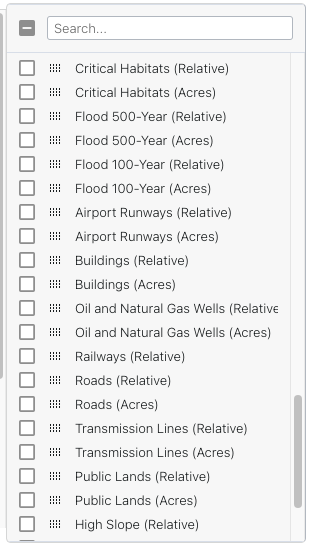 Search...
Critical Habitats (Relative)
Critical Habitats (Acres)
Flood 500-Year (Relative)
Flood 500-Year (Acres)
Flood 100-Year (Relative)
Flood 100-Year (Acres)
Airport Runways (Relative)
Airport Runways (Acres)
Buildings (Relative)
Buildings (Acres)
Oil and Natural Gas Wells (Relative
Oil and Natural Gas Wells (Acres)
Railways (Relative)
Roads (Relative)
Roads (Acres)
Transmission Lines (Relative)
Transmission Lines (Acres)
Public Lands (Relative)
Public Lands (Acres)
High Slope (Relative)